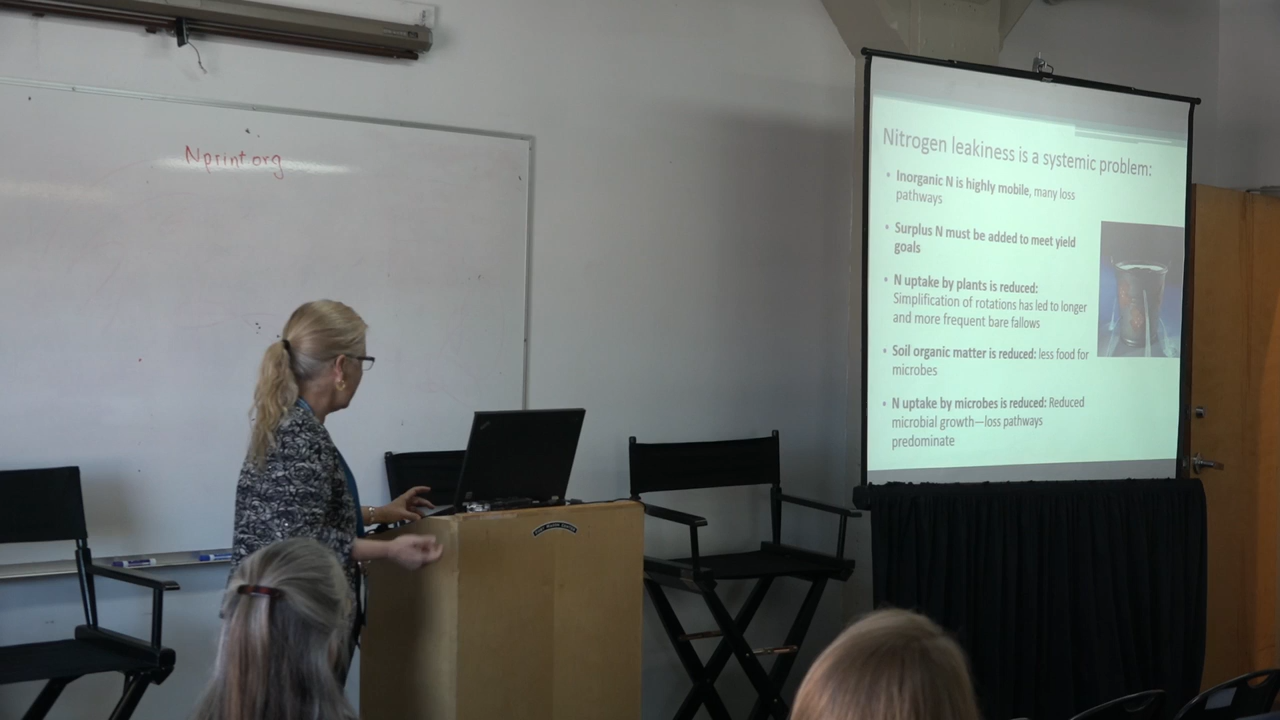 Nprint.org
Nitrogen leakiness is a systemic problem:
• Inorganic N is highly mobile, many loss
pathways
• Surplus N must be added to meet yield
goals
• N uptake by plants is reduced:
Simplification of rotations has led to longer
and more frequent bare fallows
• Soil organic matter is reduced: less food for
microbes
• N uptake by microbes is reduced: Reduced
microbial growth—loss pathways
predominate